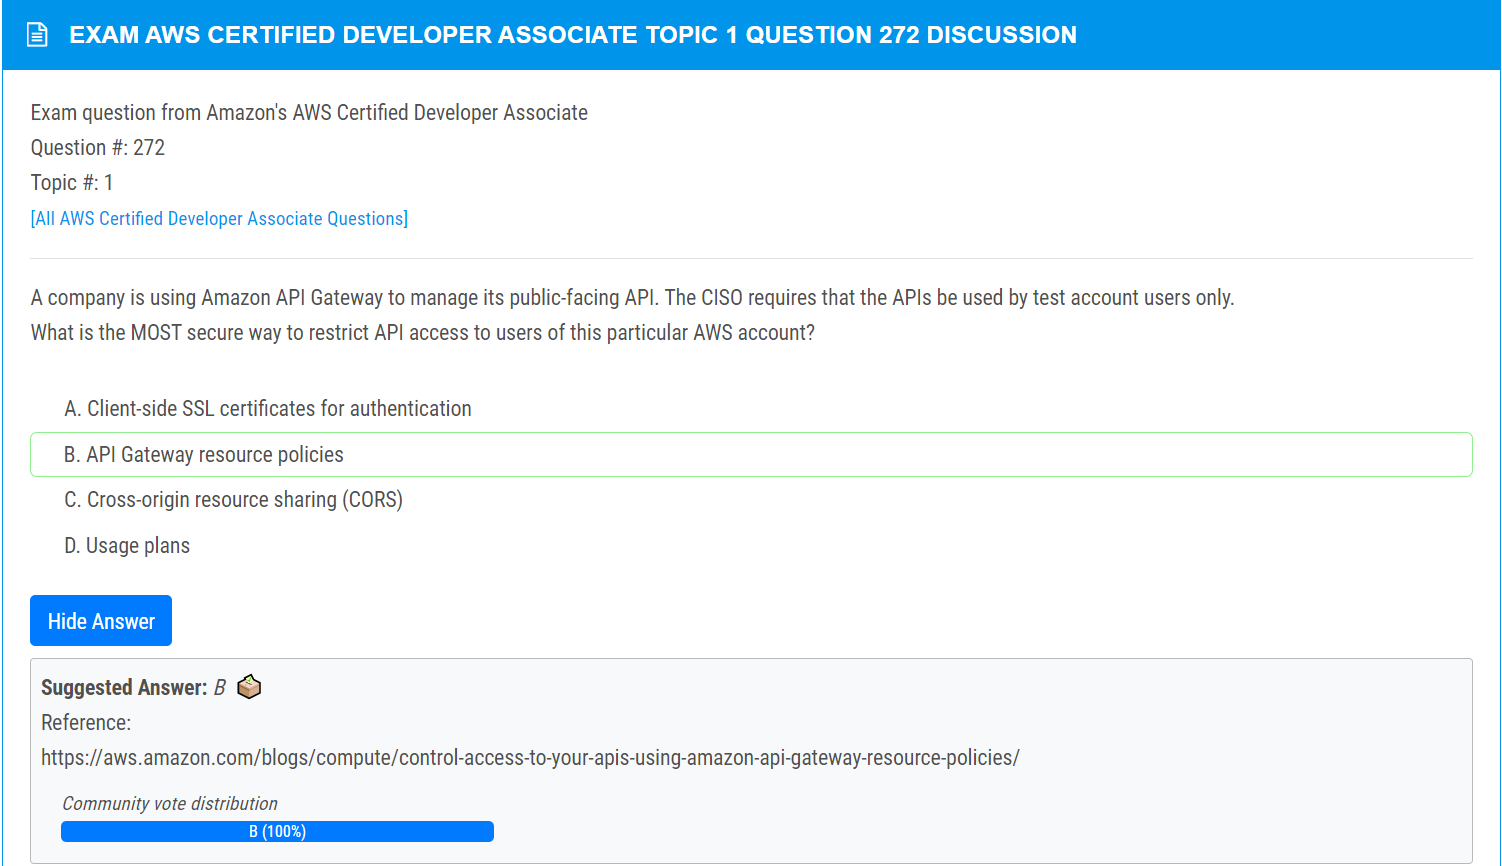 EXAM AWS CERTIFIED DEVELOPER ASSOCIATE TOPIC 1 QUESTION 272 DISCUSSION
Exam question from Amazon's AWS Certified Developer Associate
Question #: 272
Topic #: 1
[All AWS Certified Developer Associate Questions]
A company is using Amazon API Gateway to manage its public-facing API. The CISO requires that the APIs be used by test account users only.
What is the MOST secure way to restrict API access to users of this particular AWS account?
A. Client-side SSL certificates for authentication
B. API Gateway resource policies
C. Cross-origin resource sharing (CORS)
D. Usage plans
Hide Answer
Suggested Answer: B
Reference:
https://aws.amazon.com/blogs/compute/control-access-to-your-apis-using-amazon-api-gateway-resource-policies/
Community vote distribution
B (100%)